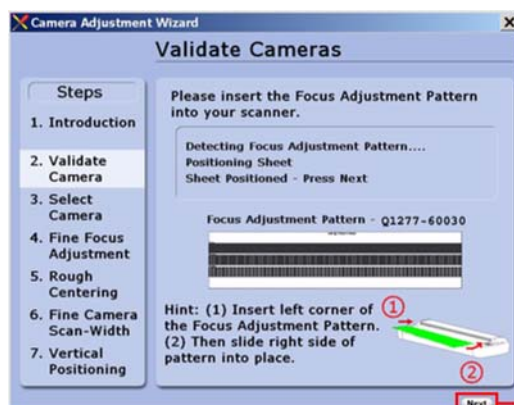 Camera Adjustment Wizard
Validate Cameras
Steps
1. Introduction
2. Validate
Camera
3. Select
Camera
4. Fine Focus
Adjustment
5. Rough
Centering
6. Fine Camera
Scan-Width
7. Vertical
Positioning
Please insert the Focus Adjustment Pattern
into your scanner.
Detecting Focus Adjustment Pattern....
Positioning Sheet
Sheet Positioned - Press Next
Focus Adjustment Pattern - Q1277-60030
Hint: (1) Insert left corner of
the Focus Adjustment Pattern.
(2) Then slide right side of
pattern into place.
1
2
Next